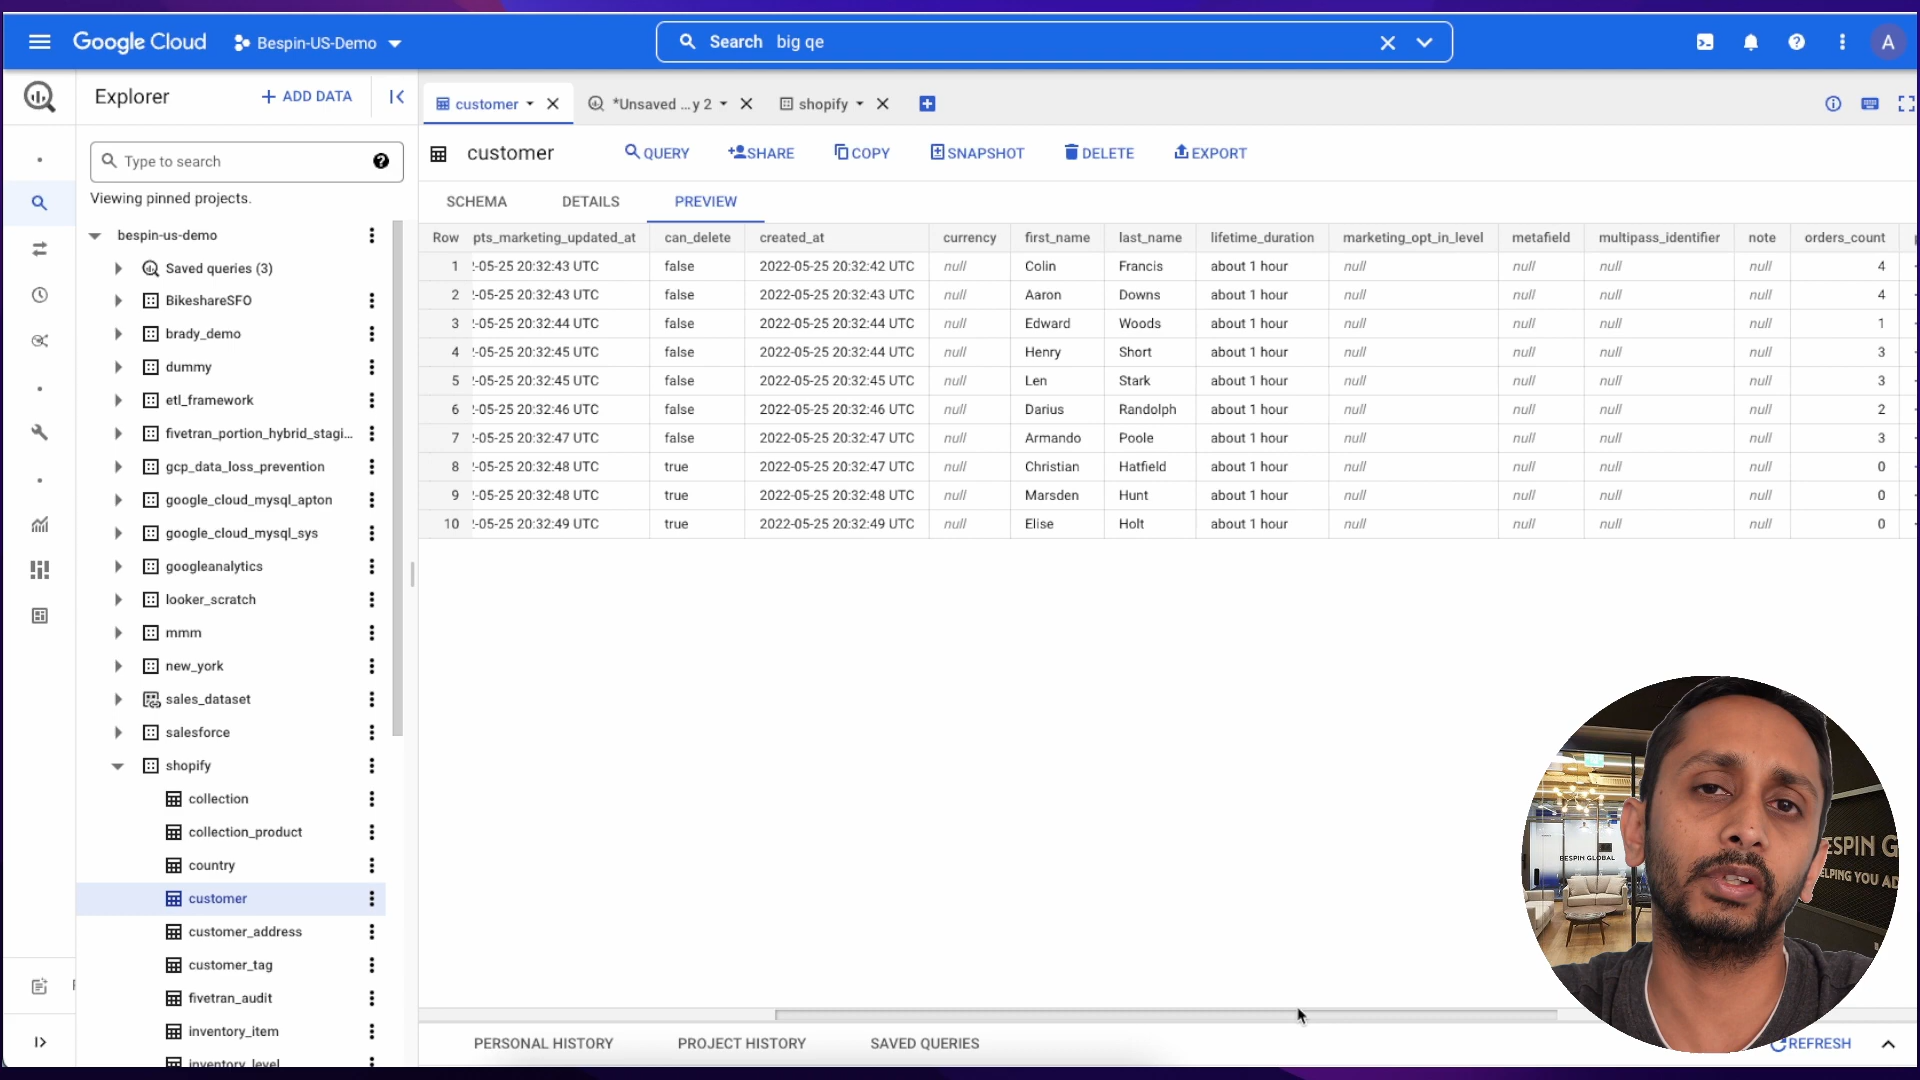 Google Cloud Bespin-US-Demo Search big qe A
Explorer ADD DATA customer *Unsaved ...y 2 shopify
Type to search
Viewing pinned projects.
customer QUERY SHARE COPY SNAPSHOT DELETE EXPORT
SCHEMA DETAILS PREVIEW
Row pts_marketing_updated_at can_delete created_at currency first_name last_name lifetime_duration marketing_opt_in_level metafield multipass_identifier note orders_count
1 -05-25 20:32:43 UTC false 2022-05-25 20:32:42 UTC null Colin Francis about 1 hour null null null null 4
2 -05-25 20:32:43 UTC false 2022-05-25 20:32:43 UTC null Aaron Downs about 1 hour null null null null 4
3 -05-25 20:32:44 UTC false 2022-05-25 20:32:44 UTC null Edward Woods about 1 hour null null null null 1
4 -05-25 20:32:45 UTC false 2022-05-25 20:32:44 UTC null Henry Short about 1 hour null null null null 3
5 -05-25 20:32:45 UTC false 2022-05-25 20:32:45 UTC null Len Stark about 1 hour null null null null 3
6 -05-25 20:32:46 UTC false 2022-05-25 20:32:46 UTC null Darius Randolph about 1 hour null null null null 2
7 -05-25 20:32:47 UTC false 2022-05-25 20:32:47 UTC null Armando Poole about 1 hour null null null null 3
8 -05-25 20:32:48 UTC true 2022-05-25 20:32:47 UTC null Christian Hatfield about 1 hour null null null null 0
9 -05-25 20:32:48 UTC true 2022-05-25 20:32:48 UTC null Marsden Hunt about 1 hour null null null null 0
10 -05-25 20:32:49 UTC true 2022-05-25 20:32:49 UTC null Elise Holt about 1 hour null null null null 0
bespin-us-demo
Saved queries (3)
BikeshareSFO
brady_demo
dummy
etl_framework
fivetran_portion_hybrid_stagi...
gcp_data_loss_prevention
google_cloud_mysql_apton
google_cloud_mysql_sys
googleanalytics
looker_scratch
mmm
new_york
sales_dataset
salesforce
shopify
collection
collection_product
country
customer
customer_address
customer_tag
fivetran_audit
inventory_item
inventory_level
BESPIN GLOBAL
ESPIN G
ELPING YOU AD
PERSONAL HISTORY PROJECT HISTORY SAVED QUERIES REFRESH